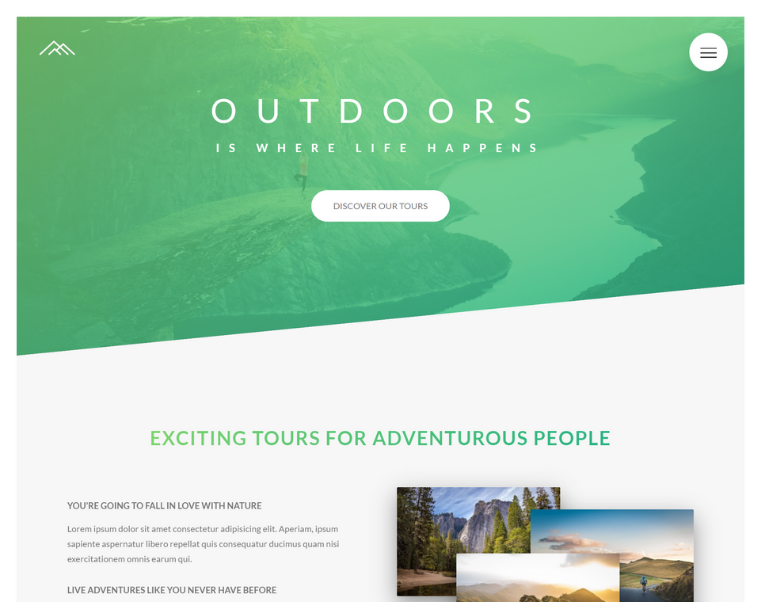 OUTDOORS
IS WHERE LIFE HAPPENS
DISCOVER OUR TOURS
EXCITING TOURS FOR ADVENTUROUS PEOPLE
YOU'RE GOING TO FALL IN LOVE WITH NATURE
Lorem ipsum dolor sit amet consectetur adipisicing elit. Aperiam, ipsum
sapiente aspernatur libero repellat quis consequatur ducimus quam nisi
exercitationem omnis earum qui.
LIVE ADVENTURES LIKE YOU NEVER HAVE BEFORE